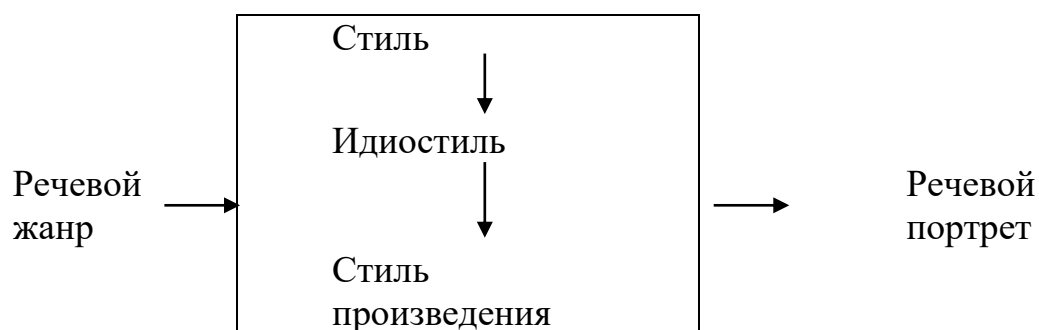 Стиль
Идиостиль
Речевой
жанр
Речевой
портрет
Стиль
произведения